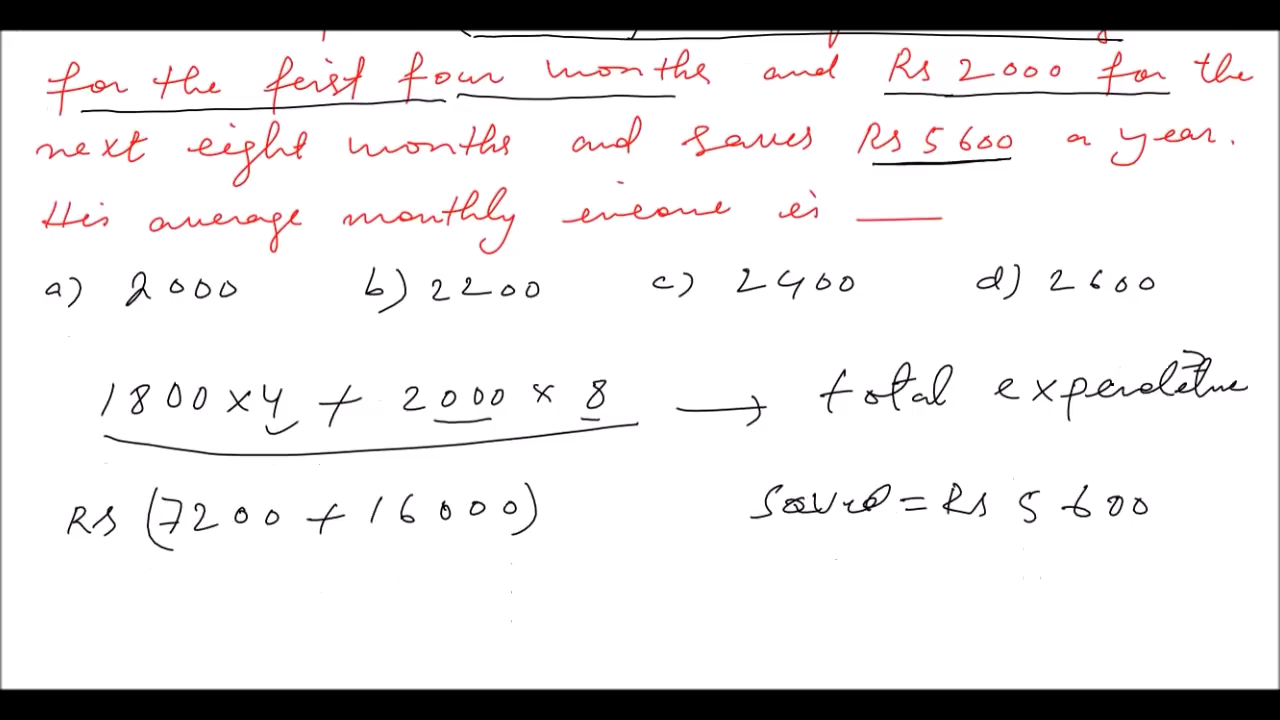 for the first four months and Rs 2000 for the
next eight months and saves Rs 5600 a year.
His average monthly income is ____
a) 2000 b) 2200 c) 2400 d) 2600
1800 × 4 + 2000 × 8 → total expenditure
Rs (7200 + 16000) saved = Rs 5600